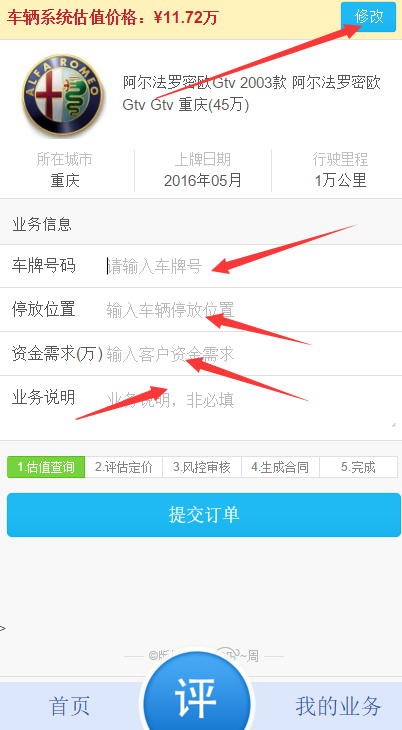 车辆系统估值价格：¥11.72万
修改
ALFA ROMEO
阿尔法罗密欧Gtv 2003款 阿尔法罗密欧
Gtv Gtv 重庆(45万)
所在城市 上牌日期 行驶里程
重庆 2016年05月 1万公里
业务信息
车牌号码 请输入车牌号
停放位置 输入车辆停放位置
资金需求(万) 输入客户资金需求
业务说明 业务说明，非必填
1.估值查询 2.评估定价 3.风控审核 4.生成合同 5.完成
提交订单
>
~周
首页 评 我的业务